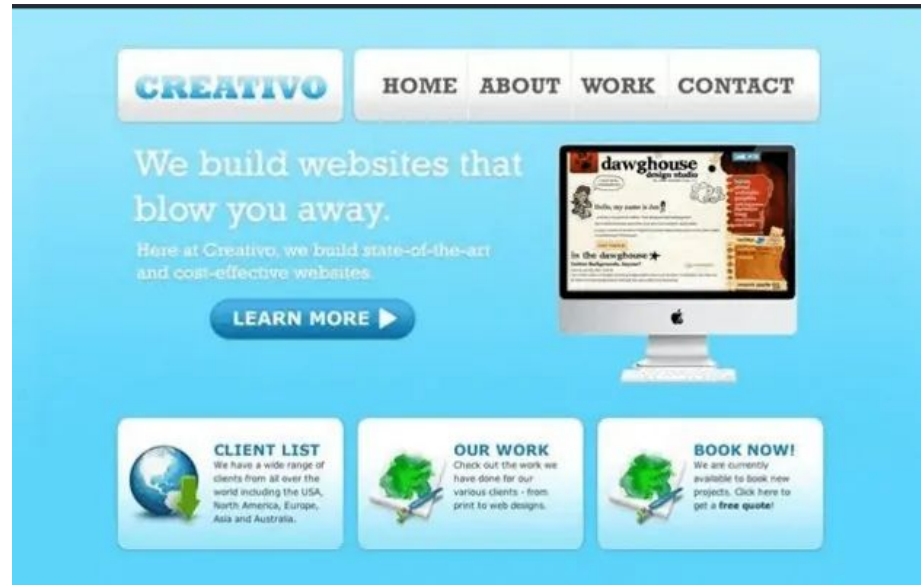 CREATIVO
HOME ABOUT WORK CONTACT
We build websites that
blow you away.
Here at Creativo, we build state-of-the-art
and cost-effective websites.
LEARN MORE
dawghouse
design studio
Hello, my name is
in the dawghouse
CLIENT LIST
We have a wide range of
clients from all over the
world including the USA,
North America, Europe,
Asia and Australia.
OUR WORK
Check out the work we
have done for our
various clients - from
print to web designs.
BOOK NOW!
We are currently
available to book new
projects. Click here to
get a free quote!